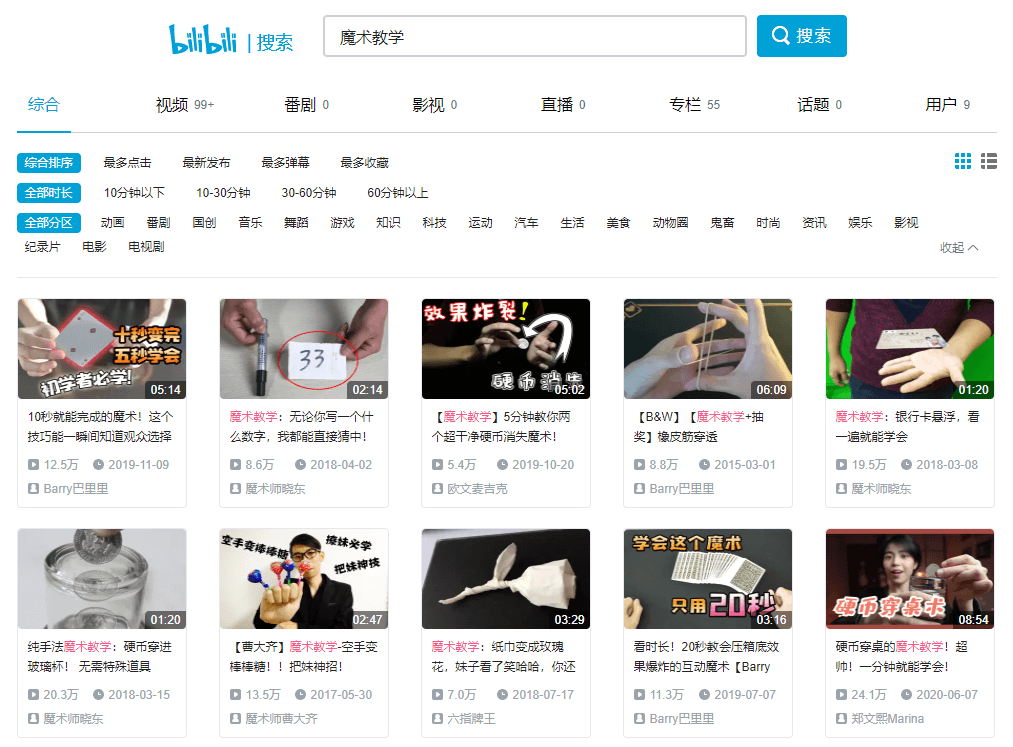 bilibili | 搜索
魔术教学
搜索
综合
视频 99+
番剧 0
影视 0
直播 0
专栏 55
话题 0
用户 9
综合排序 最多点击 最新发布 最多弹幕 最多收藏
全部时长 10分钟以下 10-30分钟 30-60分钟 60分钟以上
全部分区 动画 番剧 国创 音乐 舞蹈 游戏 知识 科技 运动 汽车 生活 美食 动物圈 鬼畜 时尚 资讯 娱乐 影视
纪录片 电影 电视剧
收起
十秒变完
五秒学会
初学者必学!
05:14
10秒就能完成的魔术!这个
技巧能一瞬间知道观众选择
12.5万 2019-11-09
Barry巴里里
33
02:14
魔术教学:无论你写一个什
么数字,我都能直接猜中!
8.6万 2018-04-02
魔术师晓东
效果炸裂!
硬币消失
05:02
【魔术教学】5分钟教你两
个超干净硬币消失魔术!
5.4万 2019-10-20
欧文麦吉克
06:09
【B&W】【魔术教学+抽
奖】橡皮筋穿透
8.8万 2015-03-01
Barry巴里里
01:20
魔术教学:银行卡悬浮,看
一遍就能学会
19.5万 2018-03-08
魔术师晓东
01:20
纯手法魔术教学:硬币穿进
玻璃杯! 无需特殊道具
20.3万 2018-03-15
魔术师晓东
空手变棒棒糖
撩妹必学
把妹神技
02:47
【曹大齐】魔术教学-空手变
棒棒糖!!把妹神招!
13.5万 2017-05-30
魔术师曹大齐
03:29
魔术教学:纸巾变成玫瑰
花,妹子看了笑哈哈,你还
7.0万 2018-07-17
六指牌王
学会这个魔术
只用20秒
03:16
看时长!20秒教会压箱底效
果爆炸的互动魔术【Barry
11.3万 2019-07-07
Barry巴里里
硬币穿桌卡
08:54
硬币穿桌的魔术教学!超
帅!一分钟就能学会!
24.1万 2020-06-07
郑文熙Marina